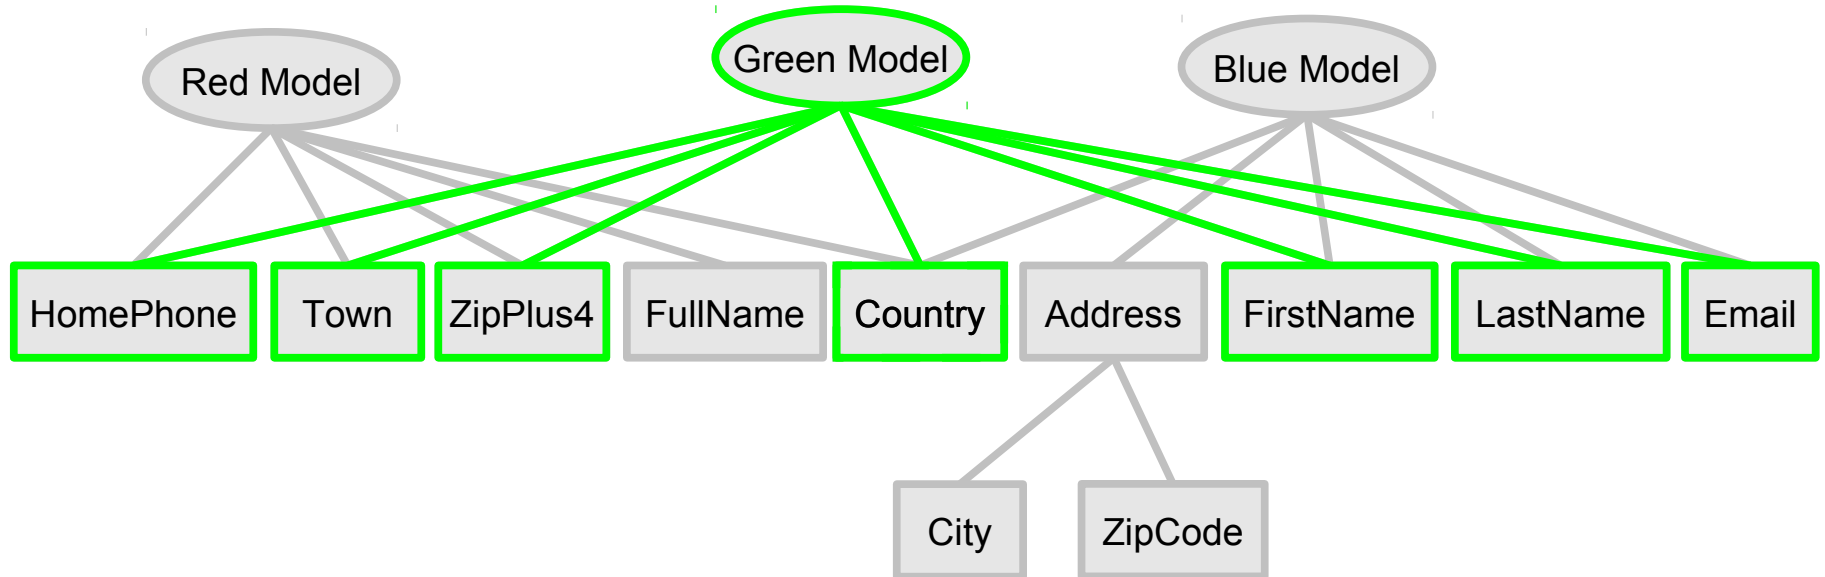 Red Model
Green Model
Blue Model
HomePhone
Town
ZipPlus4
FullName
Country
Address
FirstName
LastName
Email
City
ZipCode